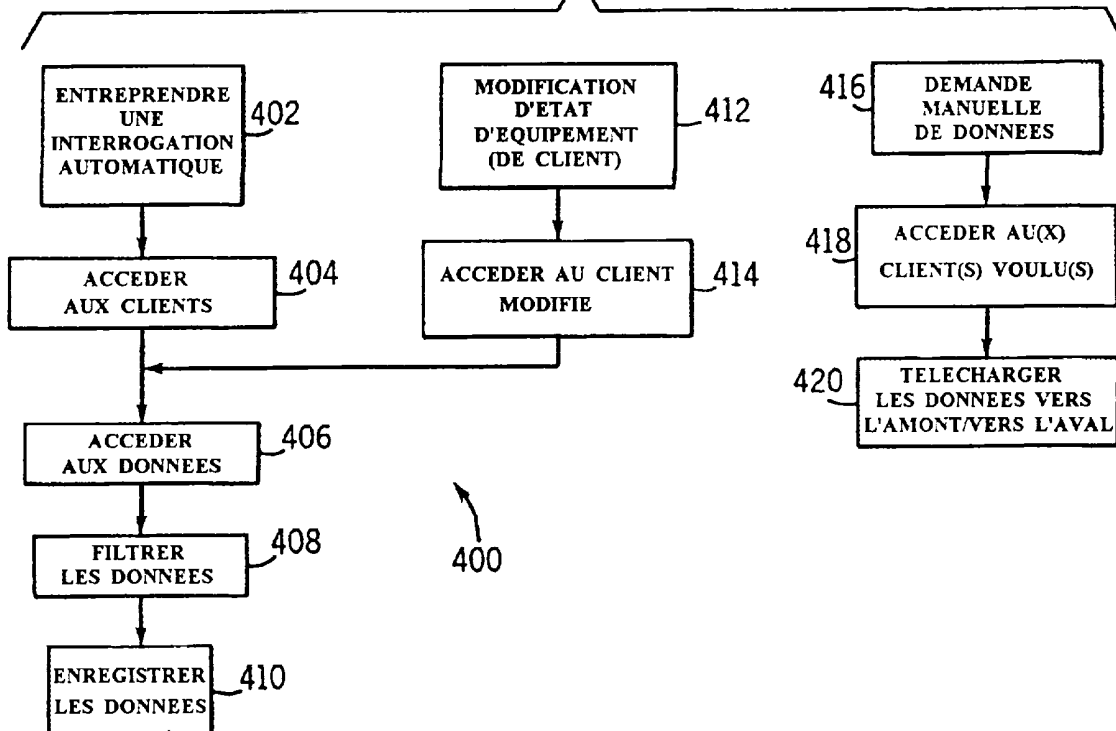 ENTREPRENDRE
UNE
INTERROGATION
AUTOMATIQUE
402
ACCEDER
AUX CLIENTS
404
ACCEDER
AUX DONNEES
406
FILTRER
LES DONNEES
408
ENREGISTRER
LES DONNEES
410
MODIFICATION
D'ETAT
D'EQUIPEMENT
(DE CLIENT)
412
ACCEDER AU CLIENT
MODIFIE
414
400
416
DEMANDE
MANUELLE
DE DONNEES
418
ACCEDER AU(X)
CLIENT(S) VOULU(S)
420
TELECHARGER
LES DONNEES VERS
L'AMONT/VERS L'AVAL